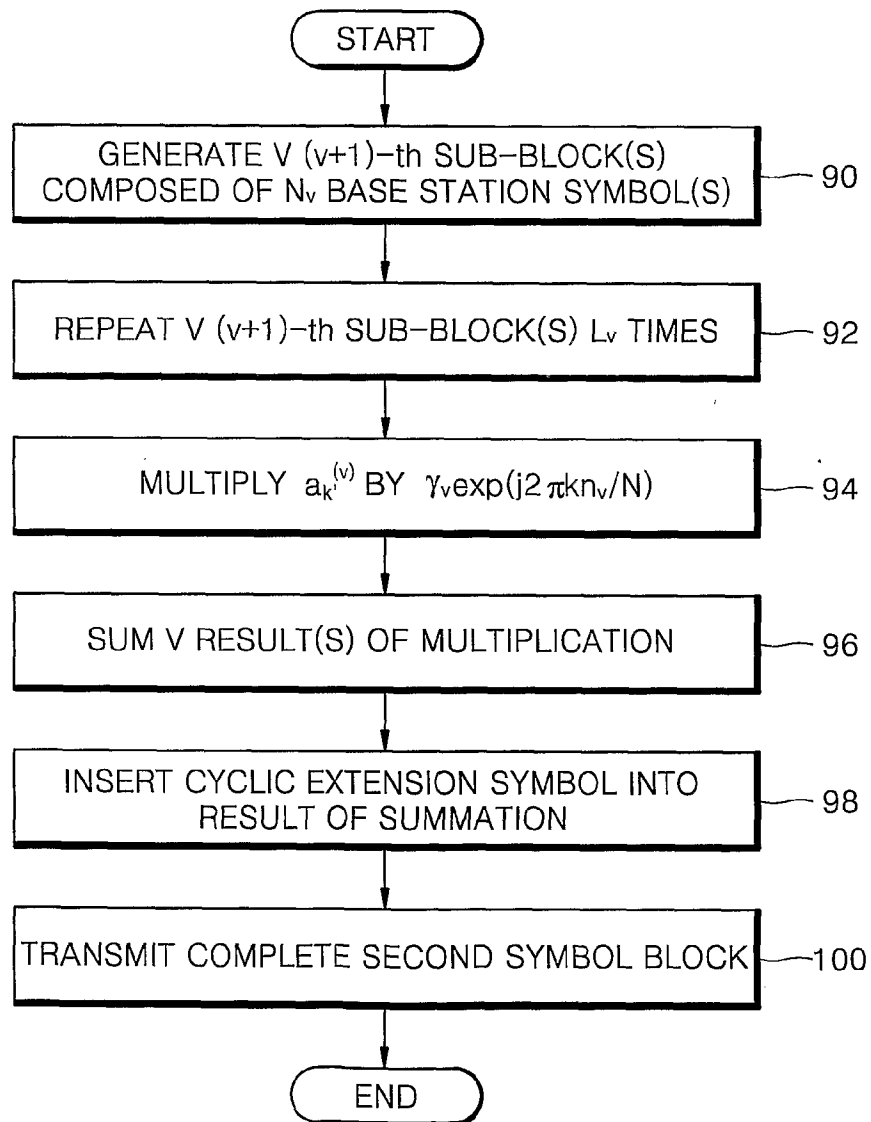 START
GENERATE V (v+1)-th SUB-BLOCK(S)
COMPOSED OF Nv BASE STATION SYMBOL(S)
90
REPEAT V (v+1)-th SUB-BLOCK(S) Lv TIMES
92
MULTIPLY ak'(v) BY γvexp(j2πknv/N)
94
SUM V RESULT(S) OF MULTIPLICATION
96
INSERT CYCLIC EXTENSION SYMBOL INTO
RESULT OF SUMMATION
98
TRANSMIT COMPLETE SECOND SYMBOL BLOCK
100
END